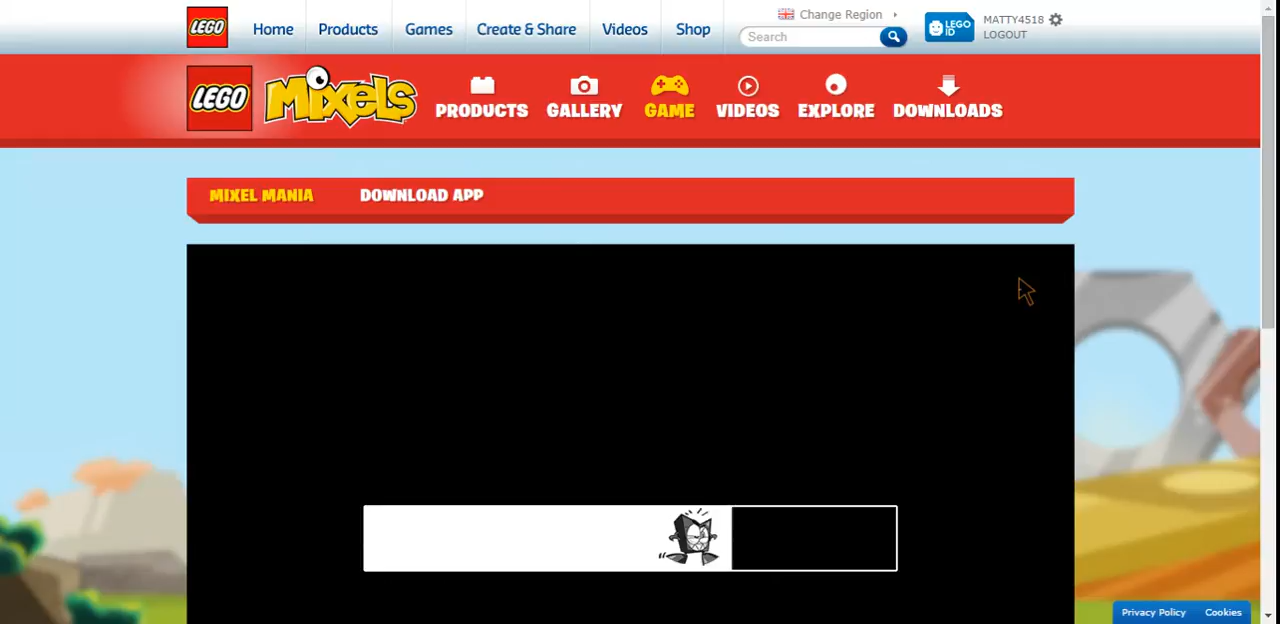 LEGO
Home
Products
Games
Create & Share
Videos
Shop
Change Region
Search
LEGO ID
MATTY4518
LOGOUT
LEGO
MIXELS
PRODUCTS
GALLERY
GAME
VIDEOS
EXPLORE
DOWNLOADS
MIXEL MANIA
DOWNLOAD APP
Privacy Policy
Cookies